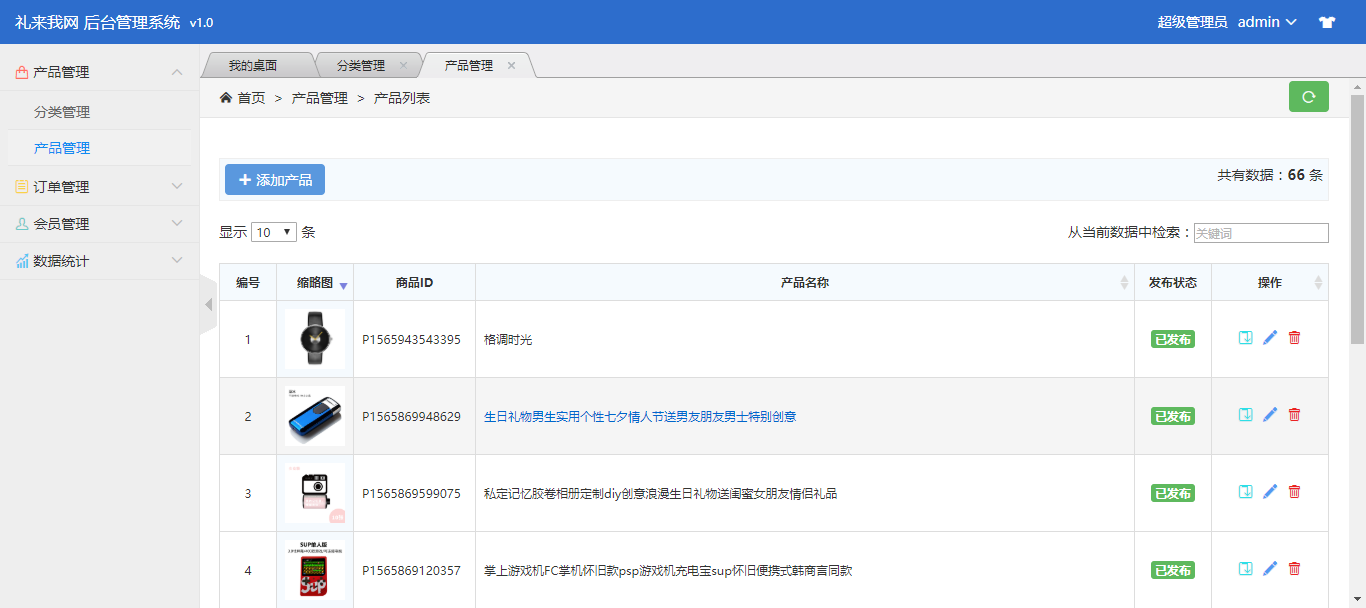 礼来我网 后台管理系统 v1.0
超级管理员 admin
产品管理
分类管理
产品管理
订单管理
会员管理
数据统计
我的桌面 分类管理 产品管理
首页 > 产品管理 > 产品列表
添加产品
共有数据：66 条
显示 10 条
从当前数据中检索：关键词
编号 缩略图 商品ID 产品名称 发布状态 操作
1 P1565943543395 格调时光 已发布
2 P1565869948629 生日礼物男生实用个性七夕情人节送男友朋友男士特别创意 已发布
3 P1565869599075 私定记忆胶卷相册定制diy创意浪漫生日礼物送闺蜜女朋友情侣礼品 已发布
SUP单人版
4 P1565869120357 掌上游戏机FC掌机怀旧款psp游戏机充电宝sup怀旧便携式韩商言同款 已发布
sup